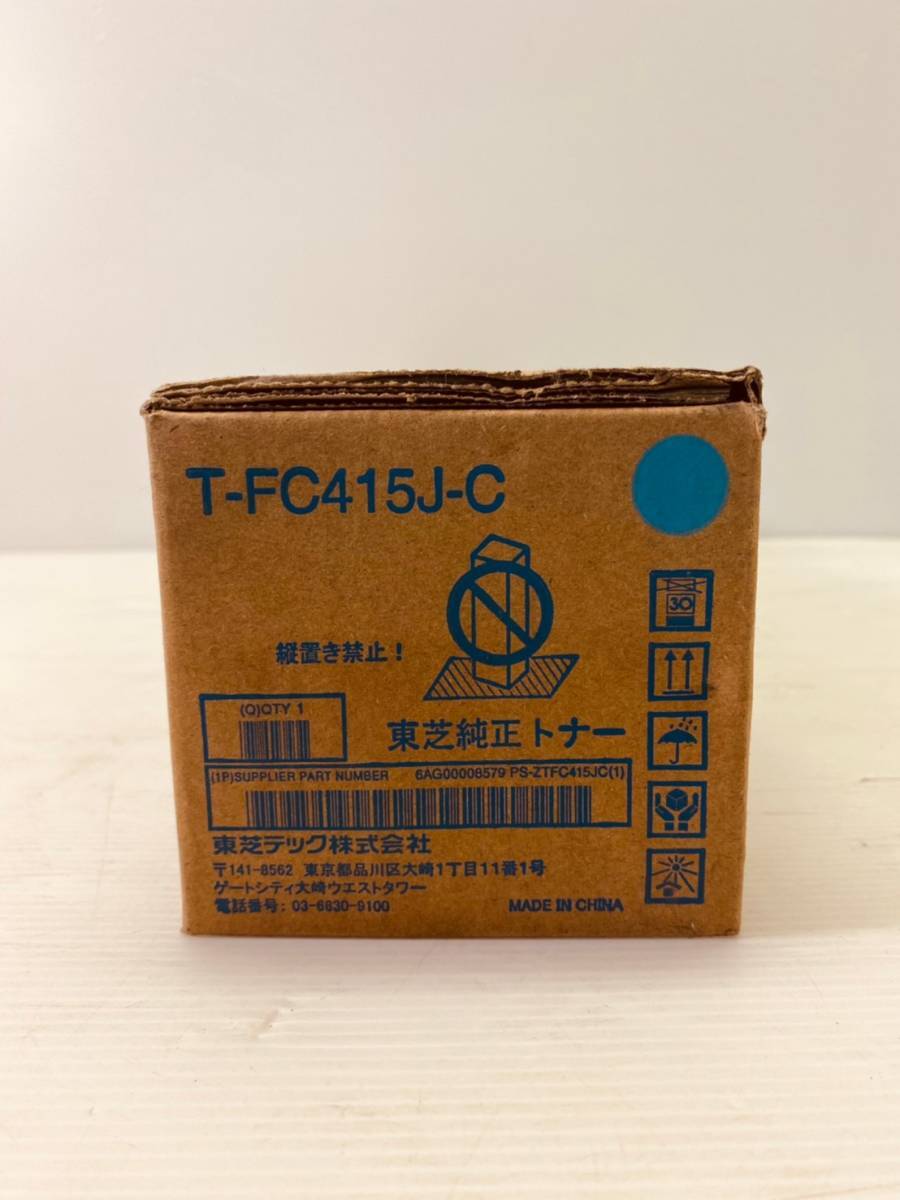 T-FC415J-C
30
縦置き禁止！
(Q)QTY 1
東芝純正トナー
(1P)SUPPLIER PART NUMBER 6AG00008579 PS-ZTFC415JC(1)
東芝テック株式会社
〒141-8562 東京都品川区大崎1丁目11番1号
ゲートシティ大崎ウエストタワー
電話番号: 03-6830-9100
MADE IN CHINA